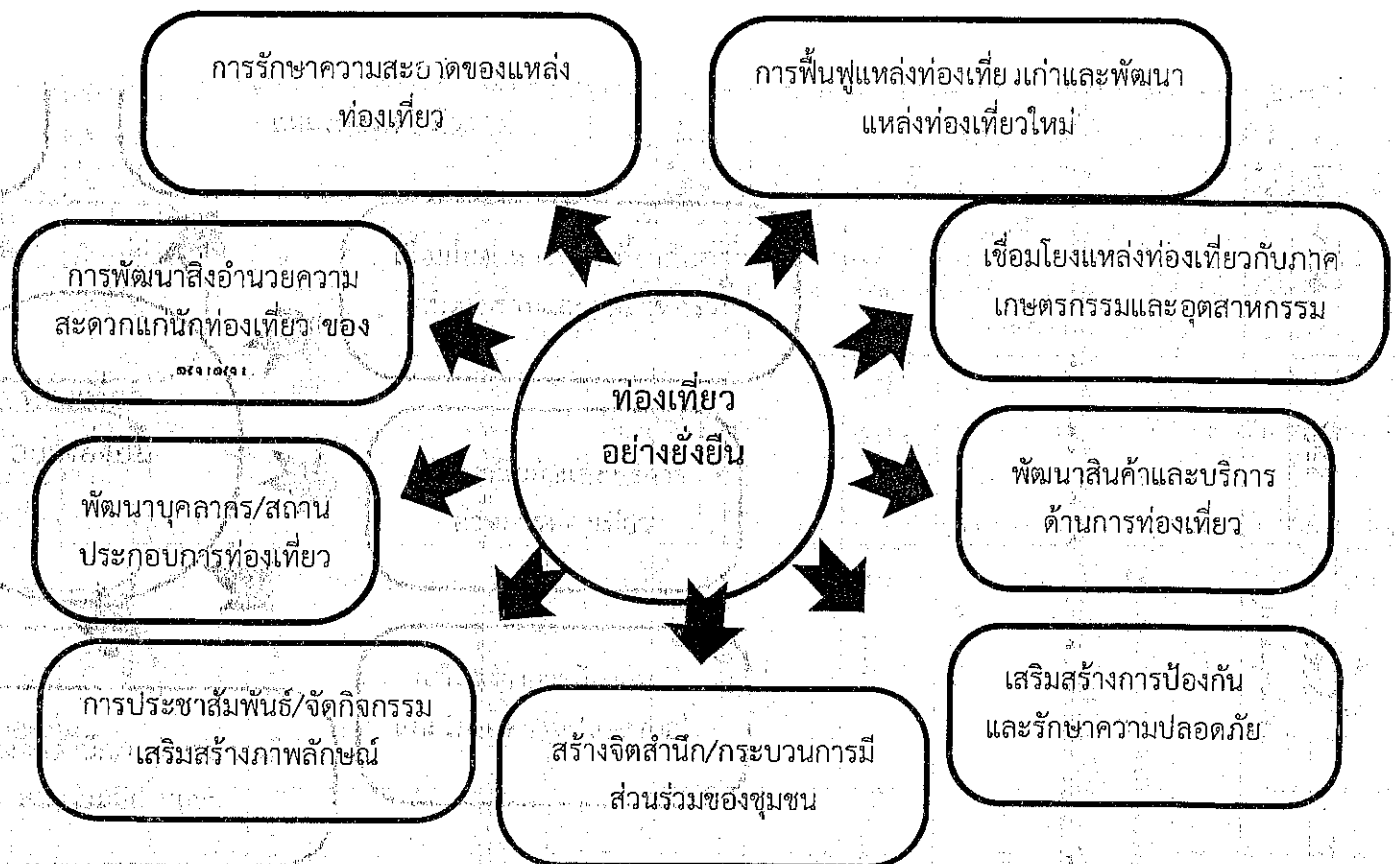 การรักษาความสะอาดของแหล่ง
ท่องเที่ยว
การฟื้นฟูแหล่งท่องเที่ยวเก่าและพัฒนา
แหล่งท่องเที่ยวใหม่
การพัฒนาสิ่งอำนวยความ
สะดวกแก่นักท่องเที่ยว ของ
เชื่อมโยงแหล่งท่องเที่ยวกับภาค
เกษตรกรรมและอุตสาหกรรม
ท่องเที่ยว
อย่างยั่งยืน
พัฒนาบุคลากร/สถาน
ประกอบการท่องเที่ยว
พัฒนาสินค้าและบริการ
ด้านการท่องเที่ยว
การประชาสัมพันธ์/จัดกิจกรรม
เสริมสร้างภาพลักษณ์
สร้างจิตสำนึก/กระบวนการมี
ส่วนร่วมของชุมชน
เสริมสร้างการป้องกัน
และรักษาความปลอดภัย